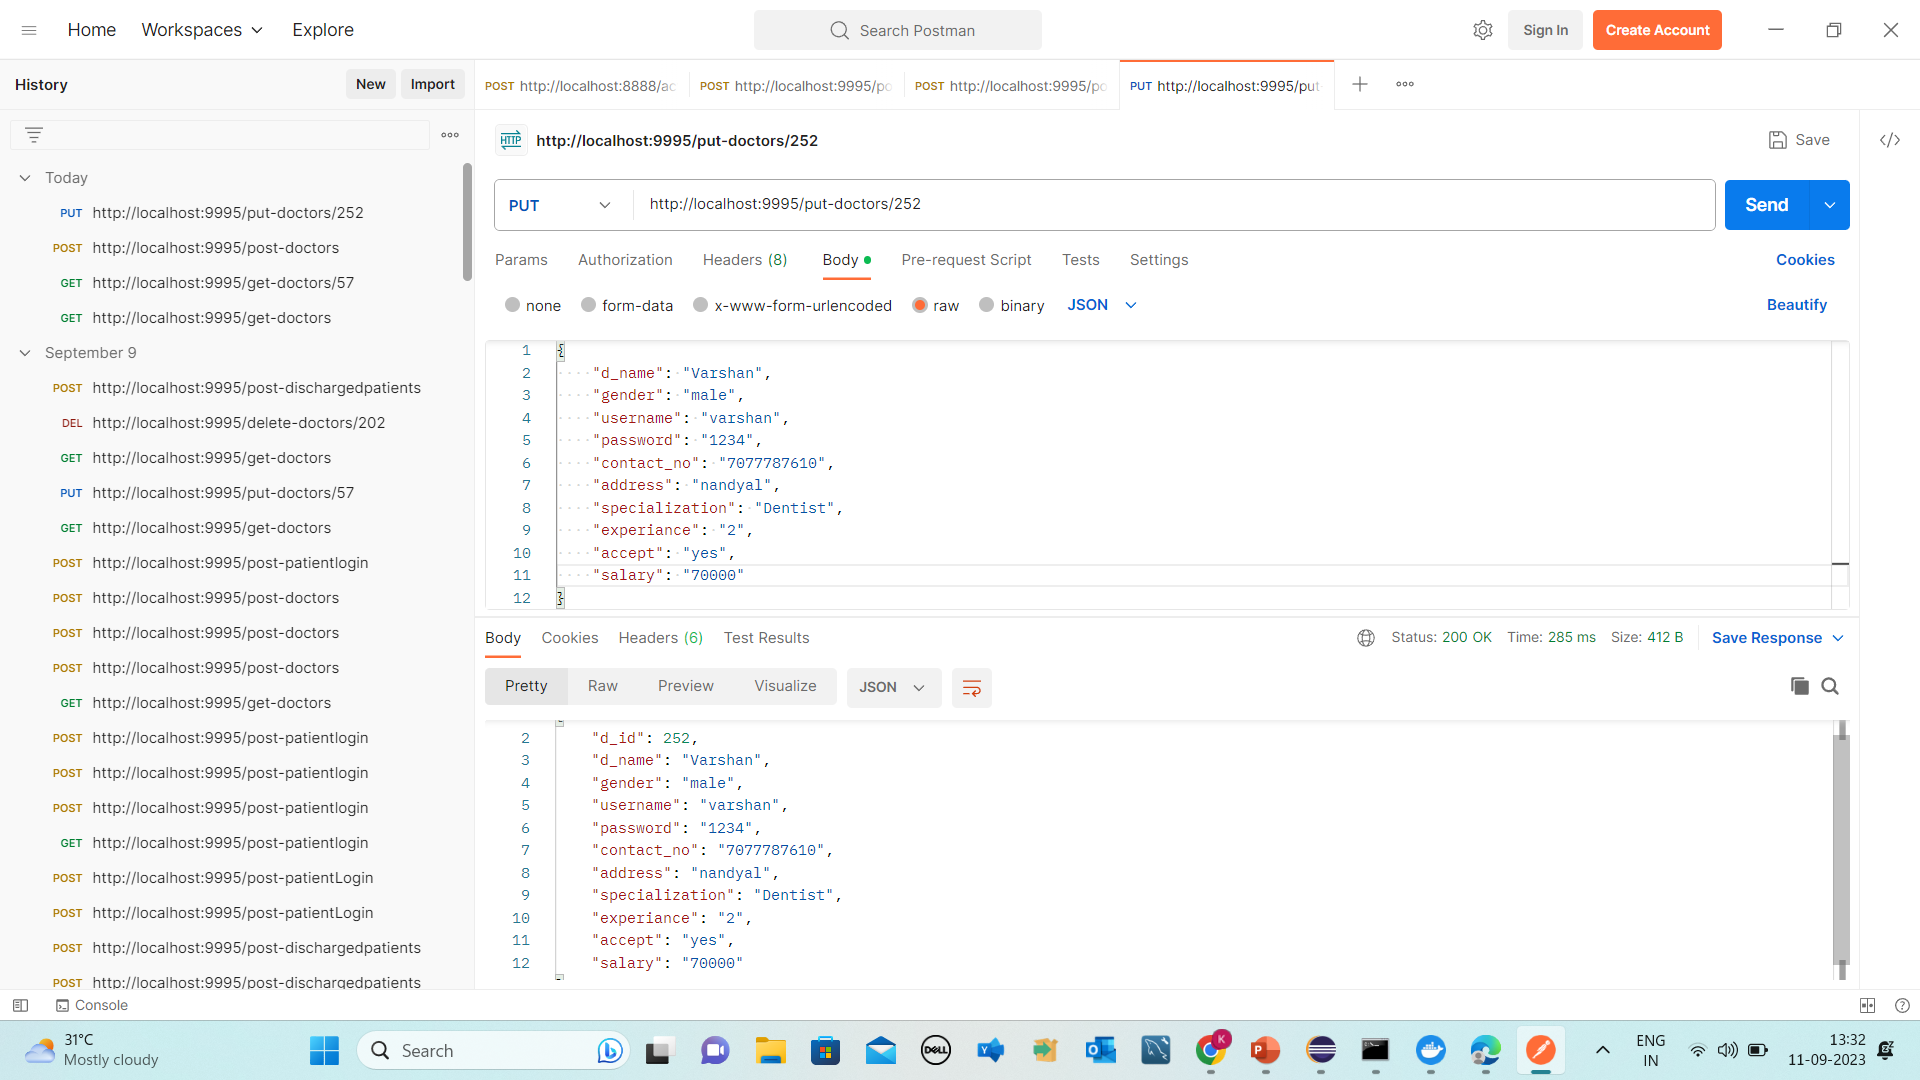 Home
Workspaces
Explore
Search Postman
Sign In
Create Account
History
New
Import
POST http://localhost:8888/ac
POST http://localhost:9995/po
POST http://localhost:9995/po
PUT http://localhost:9995/put
Today
PUT http://localhost:9995/put-doctors/252
POST http://localhost:9995/post-doctors
GET http://localhost:9995/get-doctors/57
GET http://localhost:9995/get-doctors
September 9
POST http://localhost:9995/post-dischargedpatients
DEL http://localhost:9995/delete-doctors/202
GET http://localhost:9995/get-doctors
PUT http://localhost:9995/put-doctors/57
GET http://localhost:9995/get-doctors
POST http://localhost:9995/post-patientlogin
POST http://localhost:9995/post-doctors
POST http://localhost:9995/post-doctors
POST http://localhost:9995/post-doctors
GET http://localhost:9995/get-doctors
POST http://localhost:9995/post-patientlogin
POST http://localhost:9995/post-patientlogin
POST http://localhost:9995/post-patientlogin
GET http://localhost:9995/post-patientlogin
POST http://localhost:9995/post-patientLogin
POST http://localhost:9995/post-patientLogin
POST http://localhost:9995/post-dischargedpatients
POST http://localhost:9995/post-dischargedpatients
HTTP http://localhost:9995/put-doctors/252
Save
</>
PUT
http://localhost:9995/put-doctors/252
Send
Params
Authorization
Headers (8)
Body
Pre-request Script
Tests
Settings
Cookies
none
form-data
x-www-form-urlencoded
raw
binary
JSON
Beautify
1 {
2 "d_name": "Varshan",
3 "gender": "male",
4 "username": "varshan",
5 "password": "1234",
6 "contact_no": "7077787610",
7 "address": "nandyal",
8 "specialization": "Dentist",
9 "experiance": "2",
10 "accept": "yes",
11 "salary": "70000"
12 }
Body
Cookies
Headers (6)
Test Results
Status: 200 OK
Time: 285 ms
Size: 412 B
Save Response
Pretty
Raw
Preview
Visualize
JSON
2 "d_id": 252,
3 "d_name": "Varshan",
4 "gender": "male",
5 "username": "varshan",
6 "password": "1234",
7 "contact_no": "7077787610",
8 "address": "nandyal",
9 "specialization": "Dentist",
10 "experiance": "2",
11 "accept": "yes",
12 "salary": "70000"
Console
31°C
Mostly cloudy
Search
DELL
K
P
ENG
IN
13:32
11-09-2023